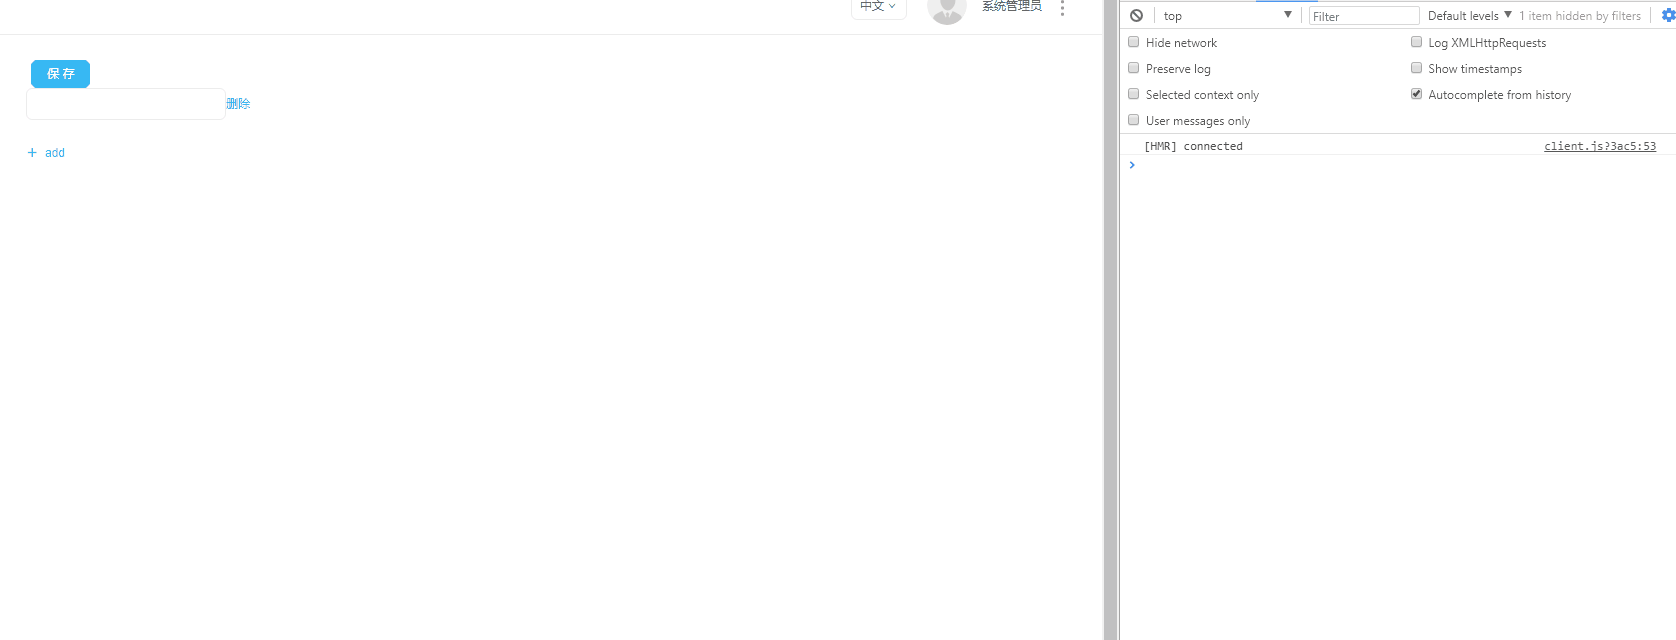 中文
系统管理员
保存
删除
+ add
top
Filter
Default levels
1 item hidden by filters
Hide network
Log XMLHttpRequests
Preserve log
Show timestamps
Selected context only
Autocomplete from history
User messages only
[HMR] connected
client.js?3ac5:53